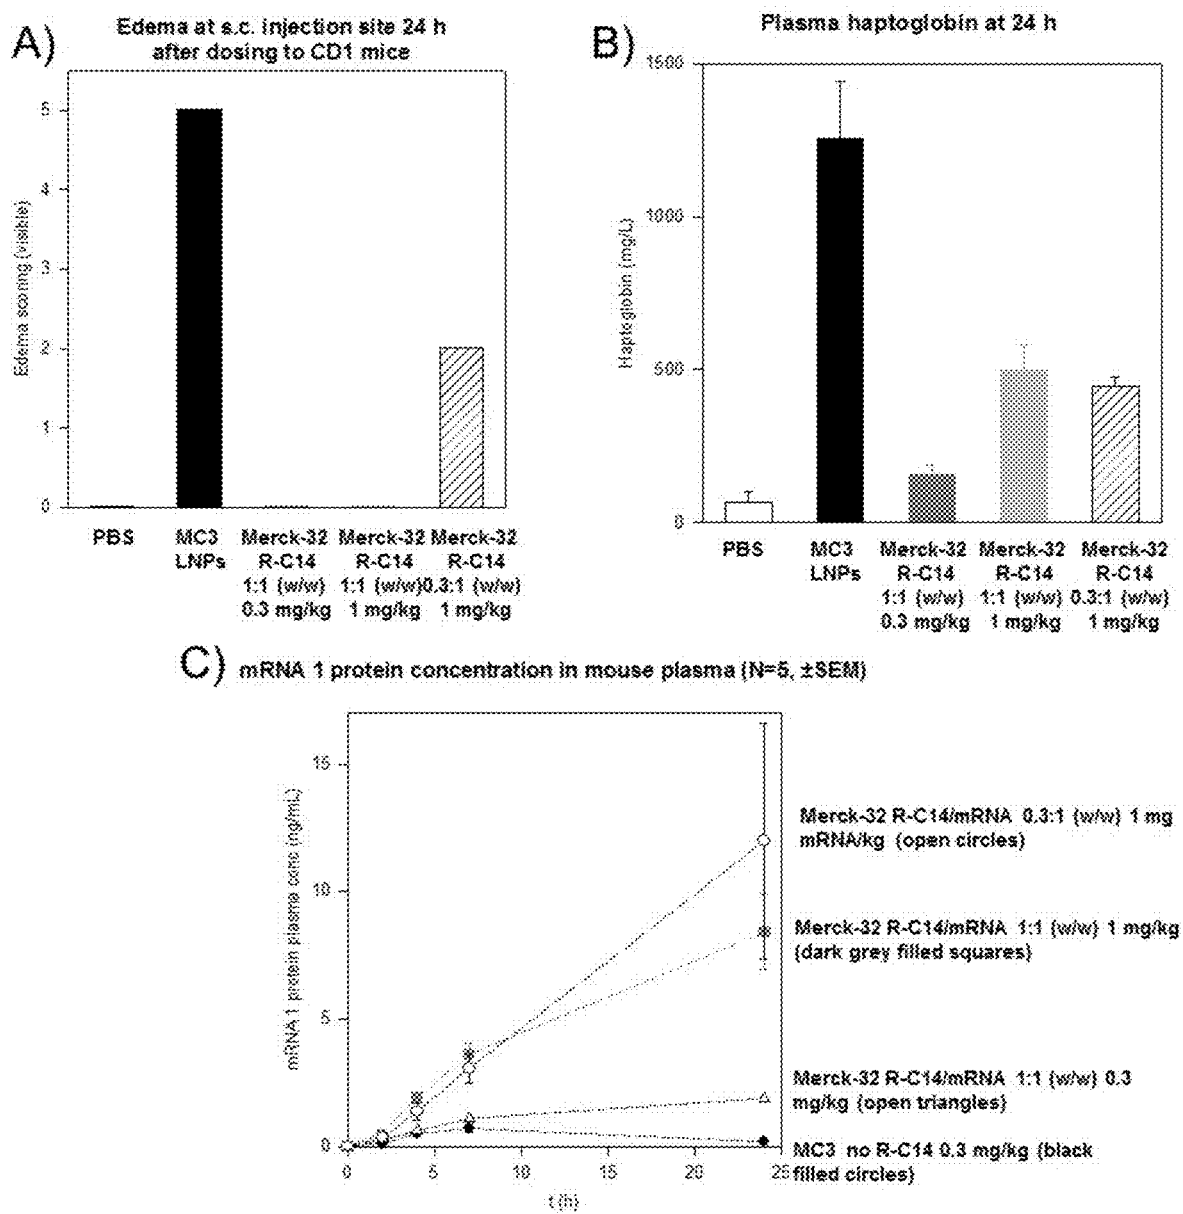 A) Edema at s.c. injection site 24 h
after dosing to CD1 mice
Edema scoring (visible)
5
4
3
2
1
0
PBS
MC3
LNPs
Merck-32
R-C14
1:1 (w/w)
0.3 mg/kg
Merck-32
R-C14
1:1 (w/w)
1 mg/kg
Merck-32
R-C14
0.3:1 (w/w)
1 mg/kg
B) Plasma haptoglobin at 24 h
Haptoglobin (mg/L)
1500
1000
500
0
PBS
MC3
LNPs
Merck-32
R-C14
1:1 (w/w)
0.3 mg/kg
Merck-32
R-C14
1:1 (w/w)
1 mg/kg
Merck-32
R-C14
0.3:1 (w/w)
1 mg/kg
C) mRNA 1 protein concentration in mouse plasma (N=5, ±SEM)
mRNA 1 protein plasma conc (ng/mL)
15
10
5
0
0 5 10 15 20 25
t (h)
Merck-32 R-C14/mRNA 0.3:1 (w/w) 1 mg
mRNA/kg (open circles)
Merck-32 R-C14/mRNA 1:1 (w/w) 1 mg/kg
(dark grey filled squares)
Merck-32 R-C14/mRNA 1:1 (w/w) 0.3
mg/kg (open triangles)
MC3 no R-C14 0.3 mg/kg (black
filled circles)